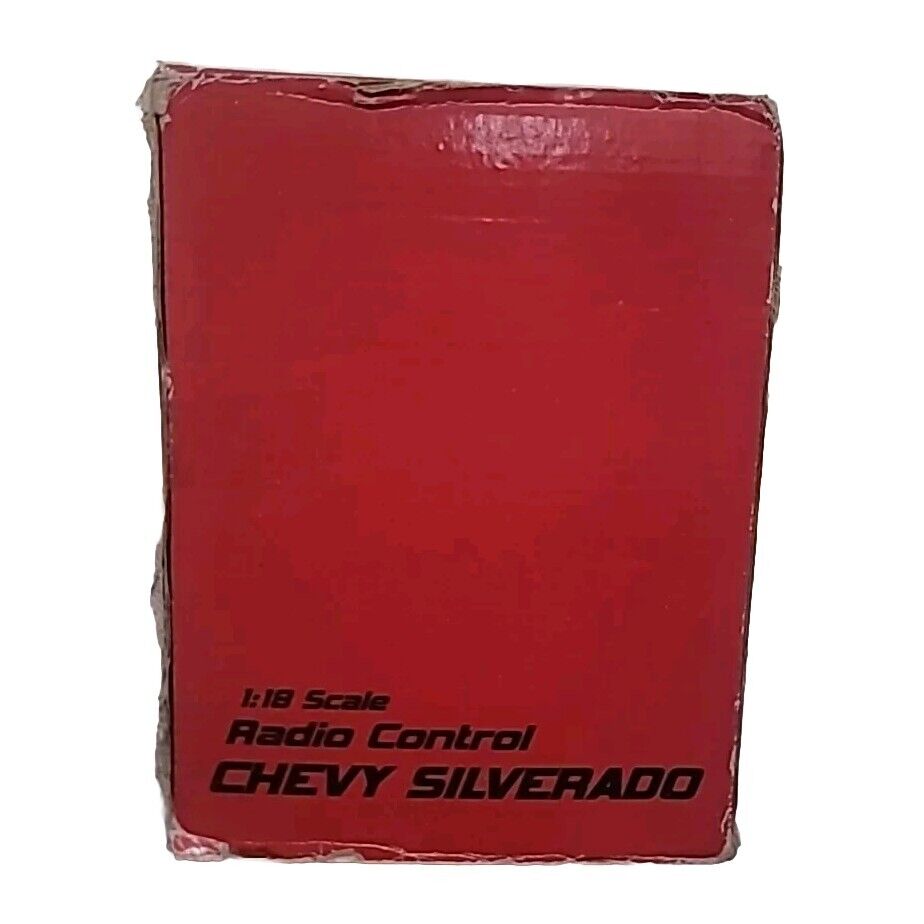 1:18 Scale
Radio Control
CHEVY SILVERADO